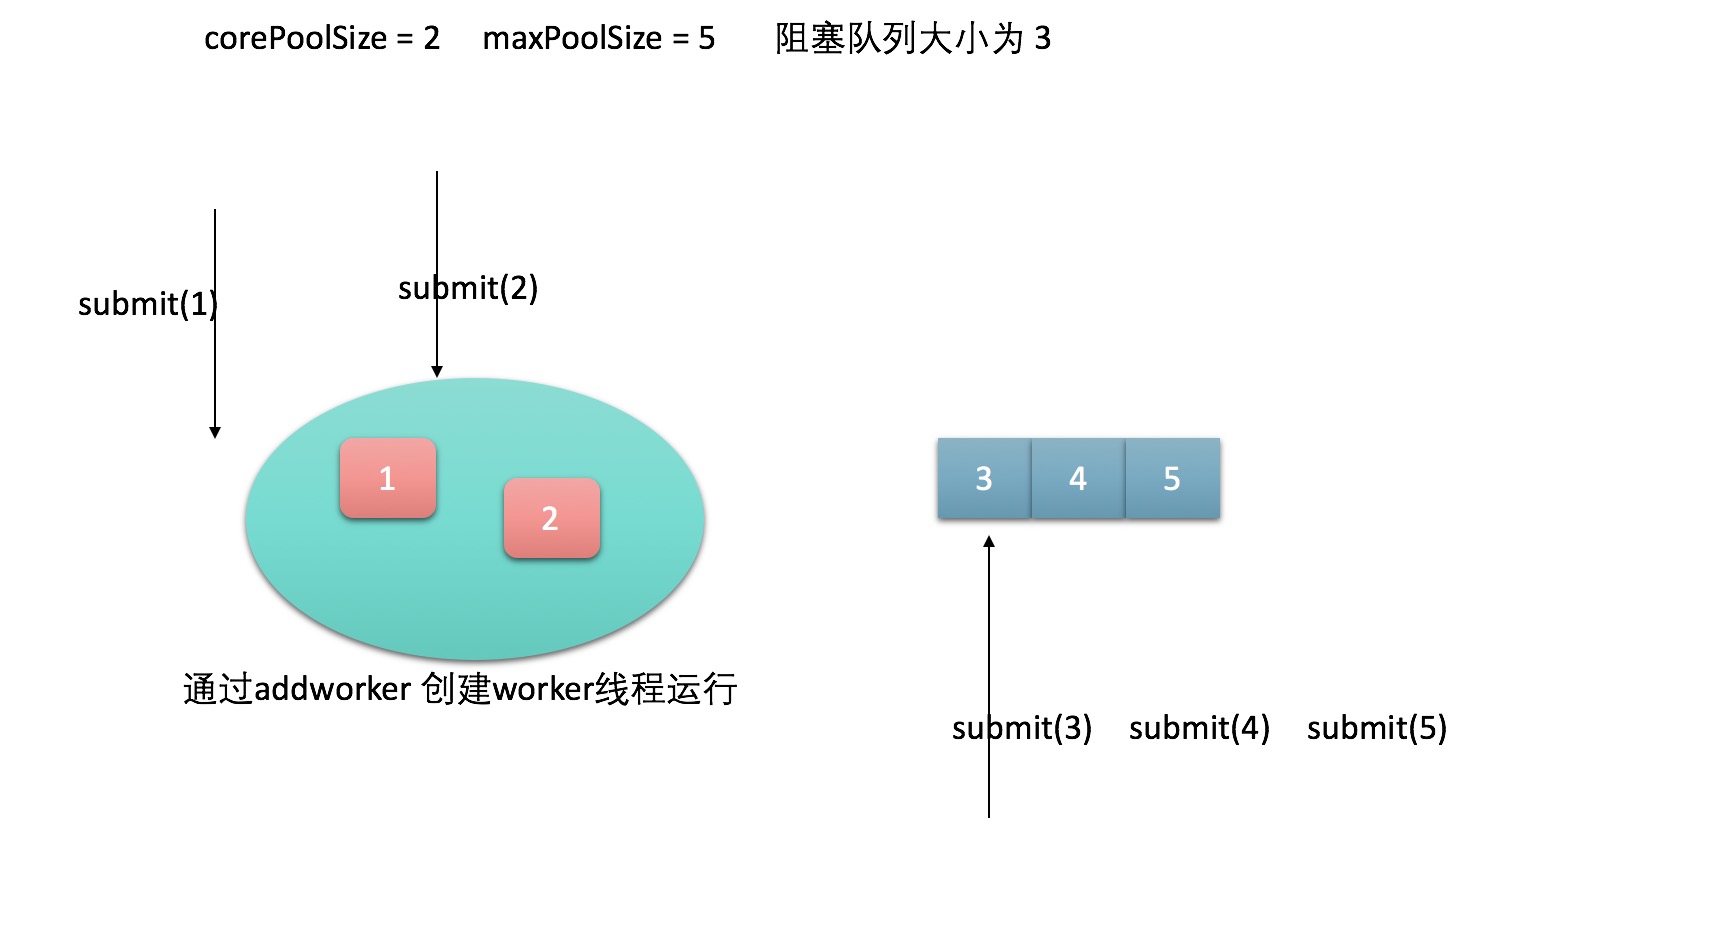 corePoolSize = 2 maxPoolSize = 5 阻塞队列大小为 3
submit(2)
submit(1)
1
2
3 4 5
通过addworker 创建worker线程运行
submit(3) submit(4) submit(5)